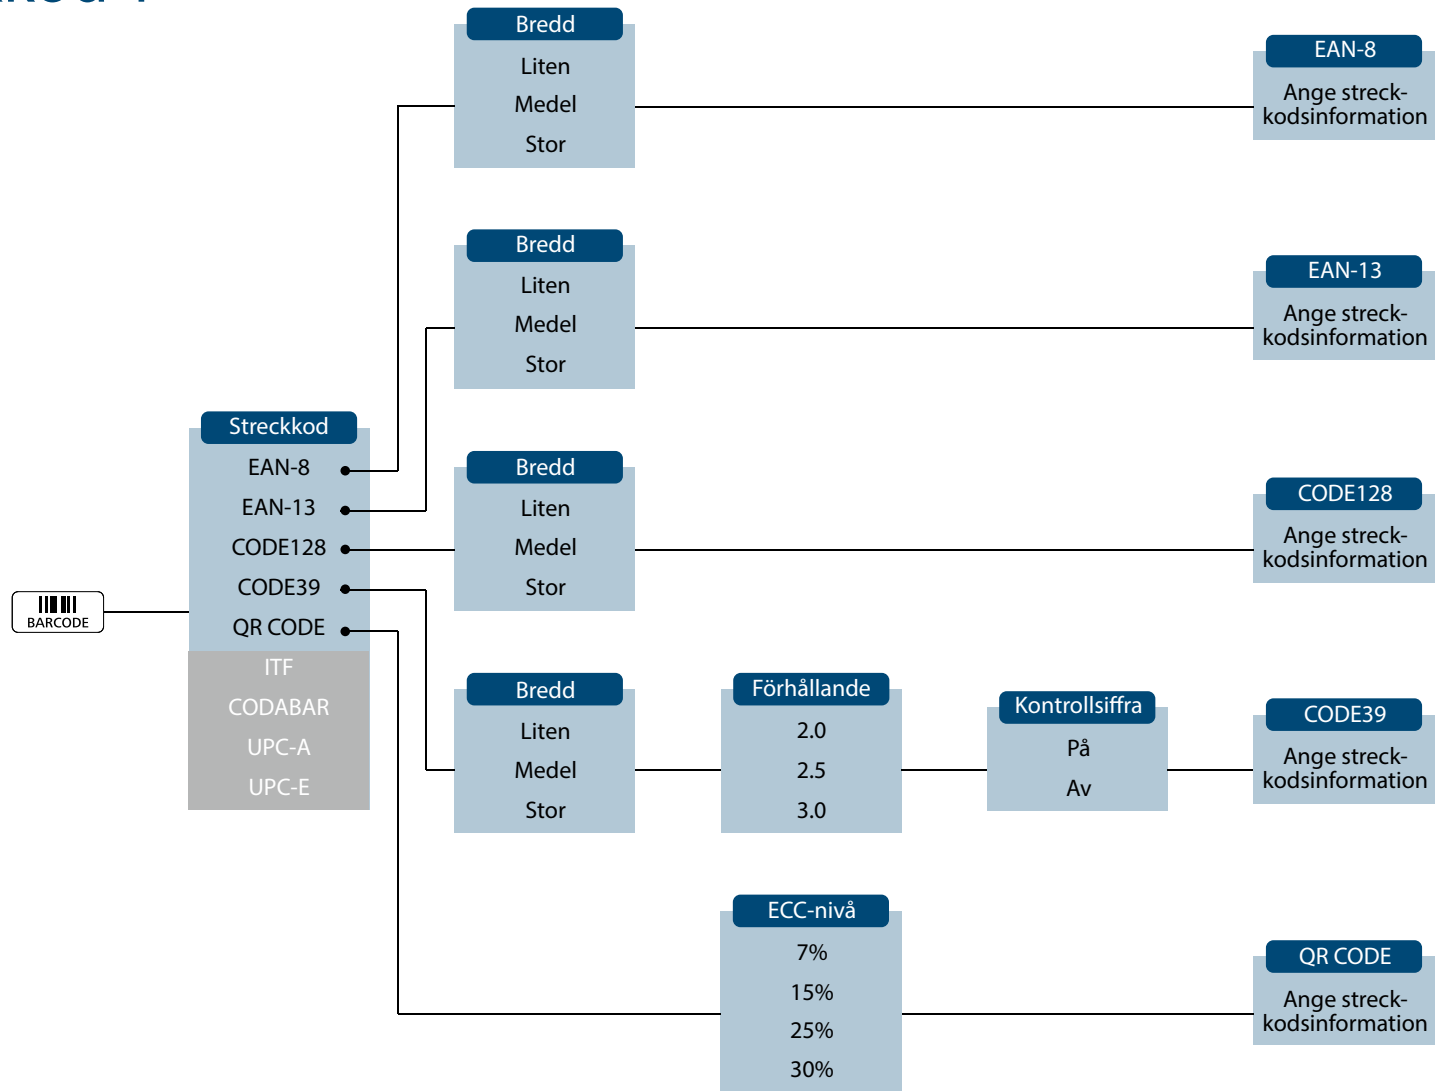 Bredd
Liten
Medel
Stor
EAN-8
Ange streck-
kodsinformation
Bredd
Liten
Medel
Stor
EAN-13
Ange streck-
kodsinformation
BARCODE
Streckkod
EAN-8
EAN-13
CODE128
CODE39
QR CODE
ITF
CODABAR
UPC-A
UPC-E
Bredd
Liten
Medel
Stor
CODE128
Ange streck-
kodsinformation
Bredd
Liten
Medel
Stor
Förhållande
2.0
2.5
3.0
Kontrollsiffra
På
Av
CODE39
Ange streck-
kodsinformation
ECC-nivå
7%
15%
25%
30%
QR CODE
Ange streck-
kodsinformation